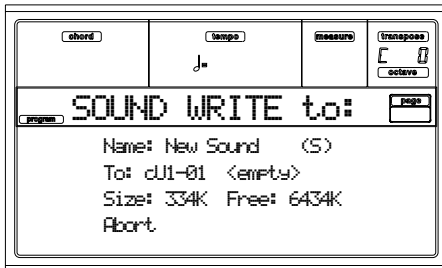 chord tempo measure transpose
♩= C 0
octave
program SOUND WRITE to: page
Name: New Sound (S)
To: cU1-01 <empty>
Size: 334K Free: 6434K
Abort